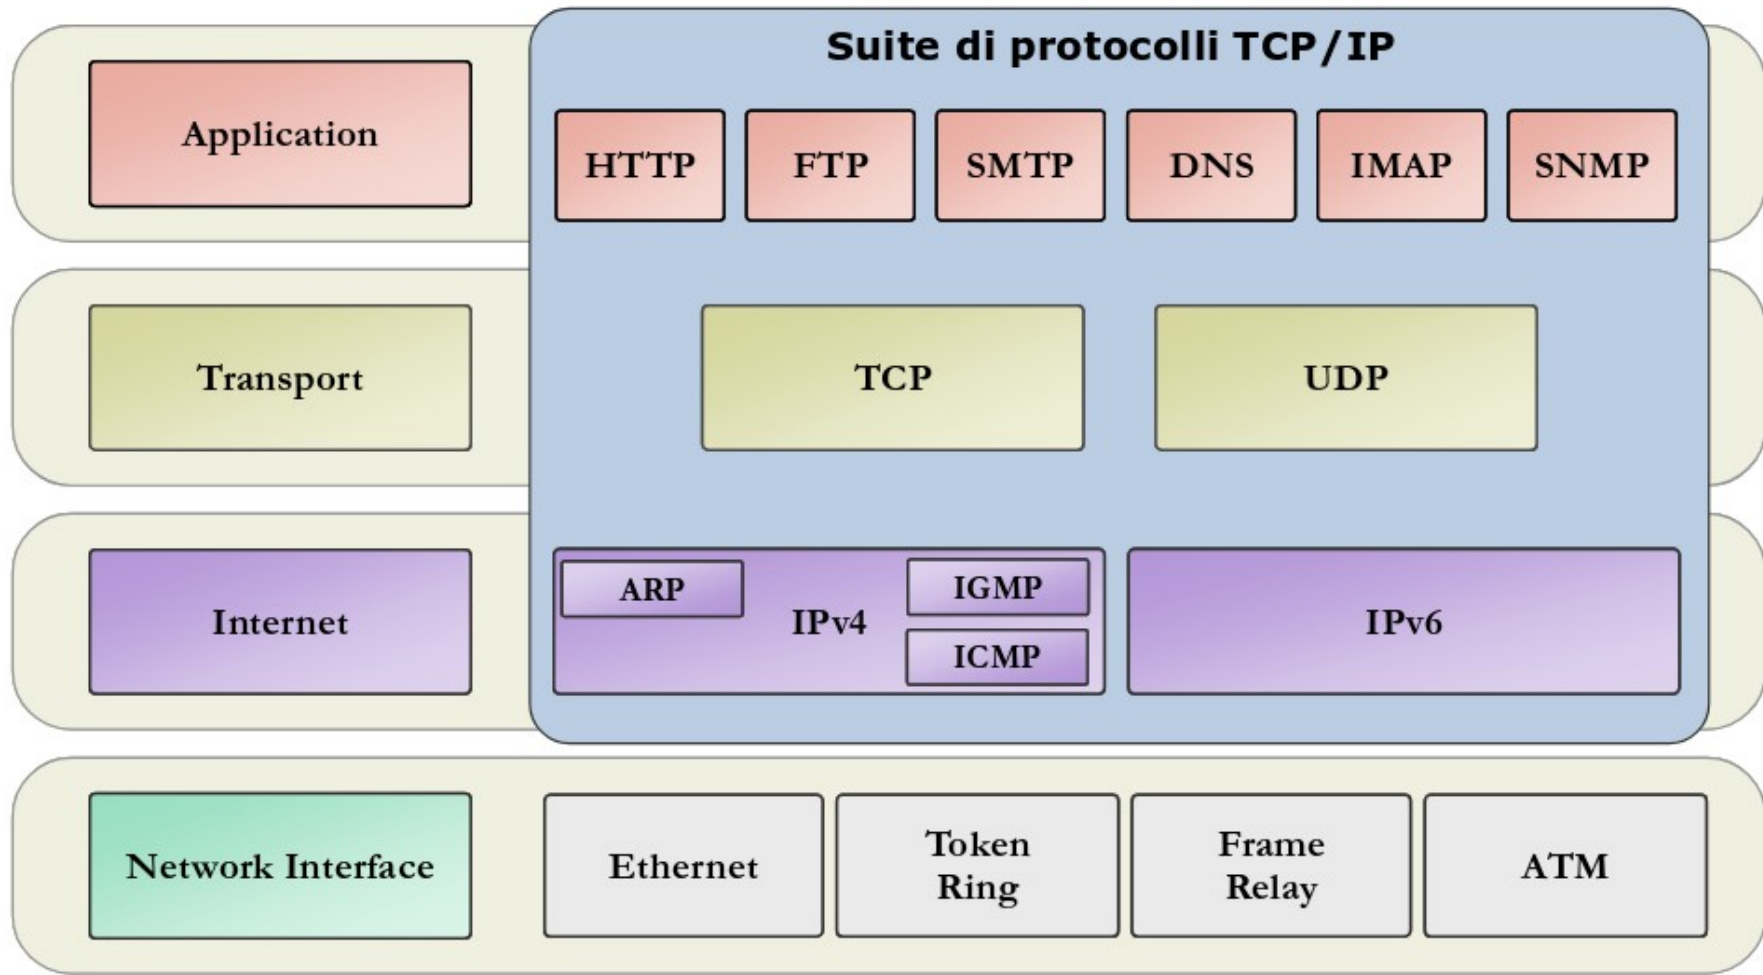 Suite di protocolli TCP/IP
Application
HTTP
FTP
SMTP
DNS
IMAP
SNMP
Transport
TCP
UDP
Internet
ARP
IPv4
IGMP
ICMP
IPv6
Network Interface
Ethernet
Token
Ring
Frame
Relay
ATM